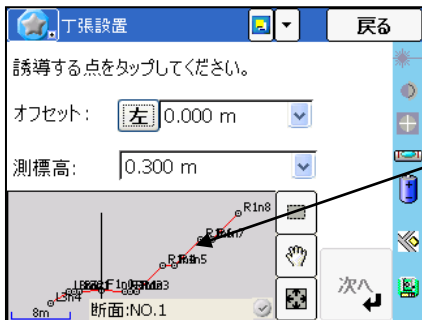 丁張設置
戻る
誘導する点をタップしてください。
オフセット:
左
0.000 m
測標高:
0.300 m
R1n8
L3n4
8m
断面:NO.1
次へ